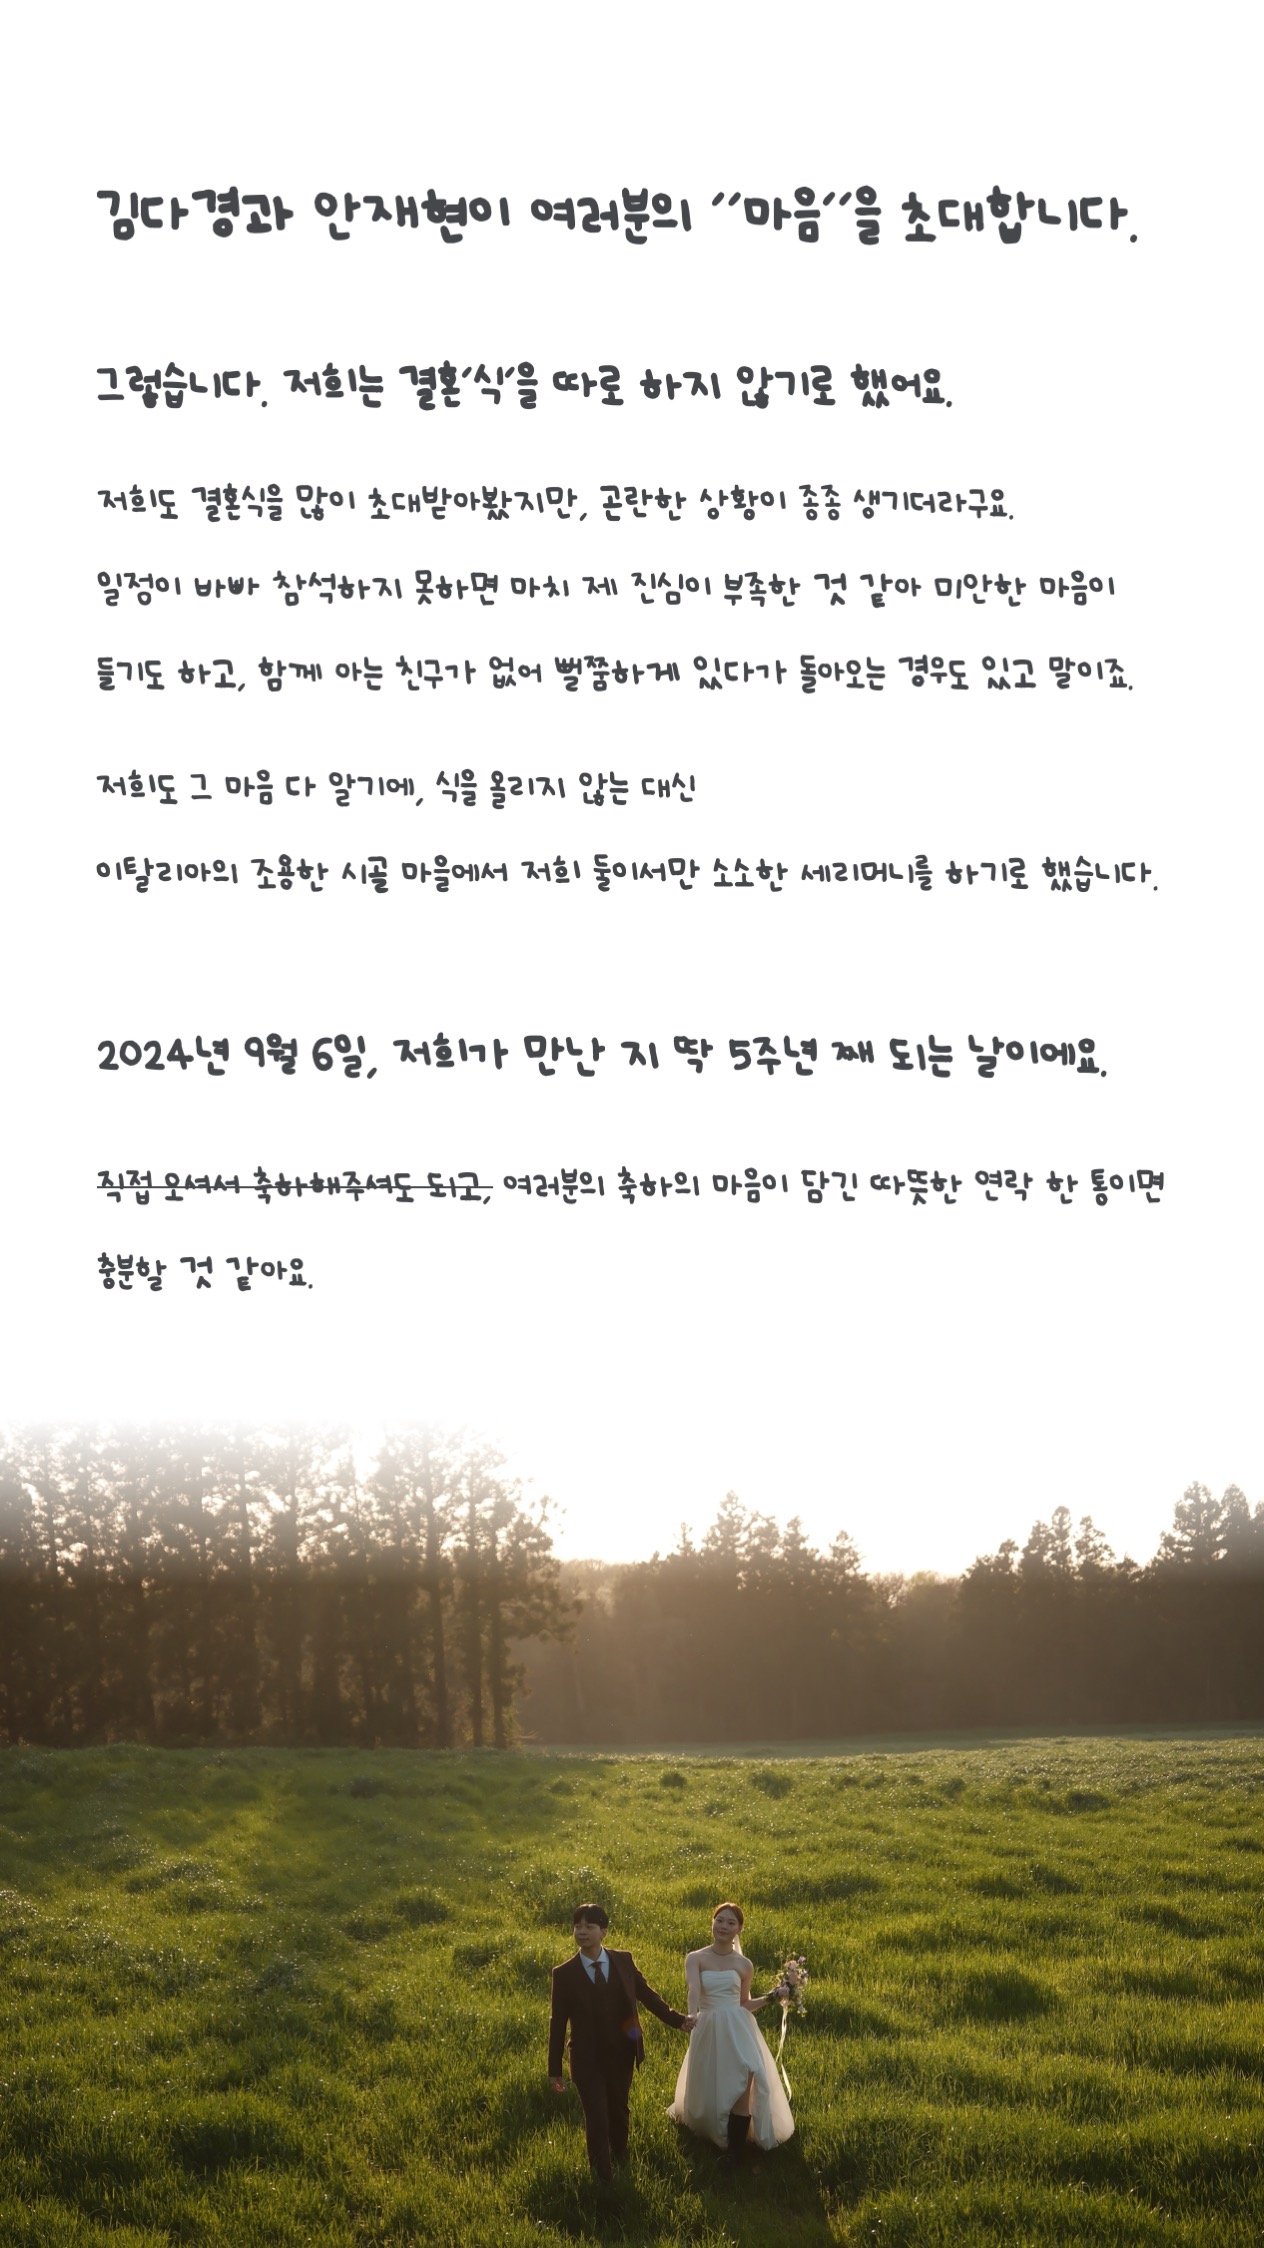 김다경과 안재현이 여러분의 "마음"을 초대합니다.
그렇습니다. 저희는 결혼'식'을 따로 하지 않기로 했어요.
저희도 결혼식을 많이 초대받아봤지만, 곤란한 상황이 종종 생기더라구요.
일정이 바빠 참석하지 못하면 마치 제 진심이 부족한 것 같아 미안한 마음이
들기도 하고, 함께 아는 친구가 없어 뻘쭘하게 있다가 돌아오는 경우도 있고 말이죠.
저희도 그 마음 다 알기에, 식을 올리지 않는 대신
이탈리아의 조용한 시골 마을에서 저희 둘이서만 소소한 세리머니를 하기로 했습니다.
2024년 9월 6일, 저희가 만난 지 딱 5주년 째 되는 날이에요.
직접 오셔서 축하해주셔도 되고, 여러분의 축하의 마음이 담긴 따뜻한 연락 한 통이면
충분할 것 같아요.